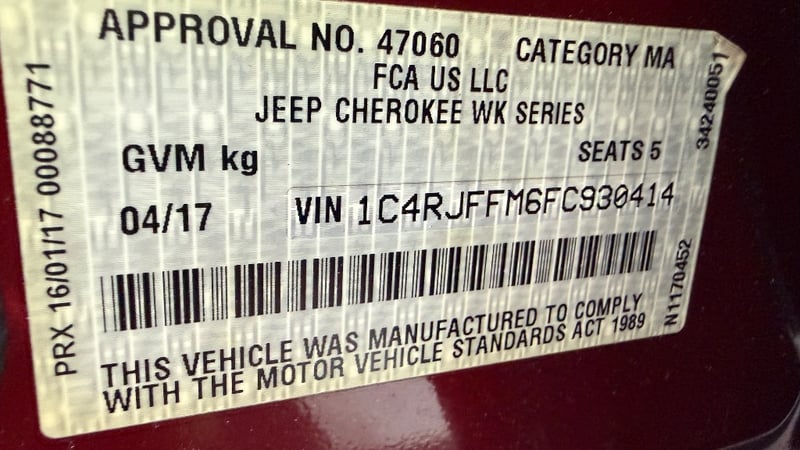 APPROVAL NO. 47060 CATEGORY MA
FCA US LLC
JEEP CHEROKEE WK SERIES
GVM kg SEATS 5
04/17 VIN 1C4RJFFM6FC930414
THIS VEHICLE WAS MANUFACTURED TO COMPLY
WITH THE MOTOR VEHICLE STANDARDS ACT 1989
PRX 16/01/17 00088771
34240051
N1170452